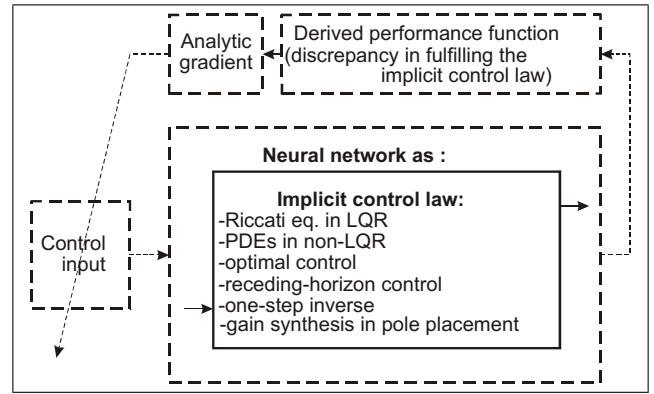 Analytic
gradient
Derived performance function
(discrepancy in fulfilling the
implicit control law)
Neural network as :
Implicit control law:
-Riccati eq. in LQR
-PDEs in non-LQR
-optimal control
-receding-horizon control
-one-step inverse
-gain synthesis in pole placement
Control
input